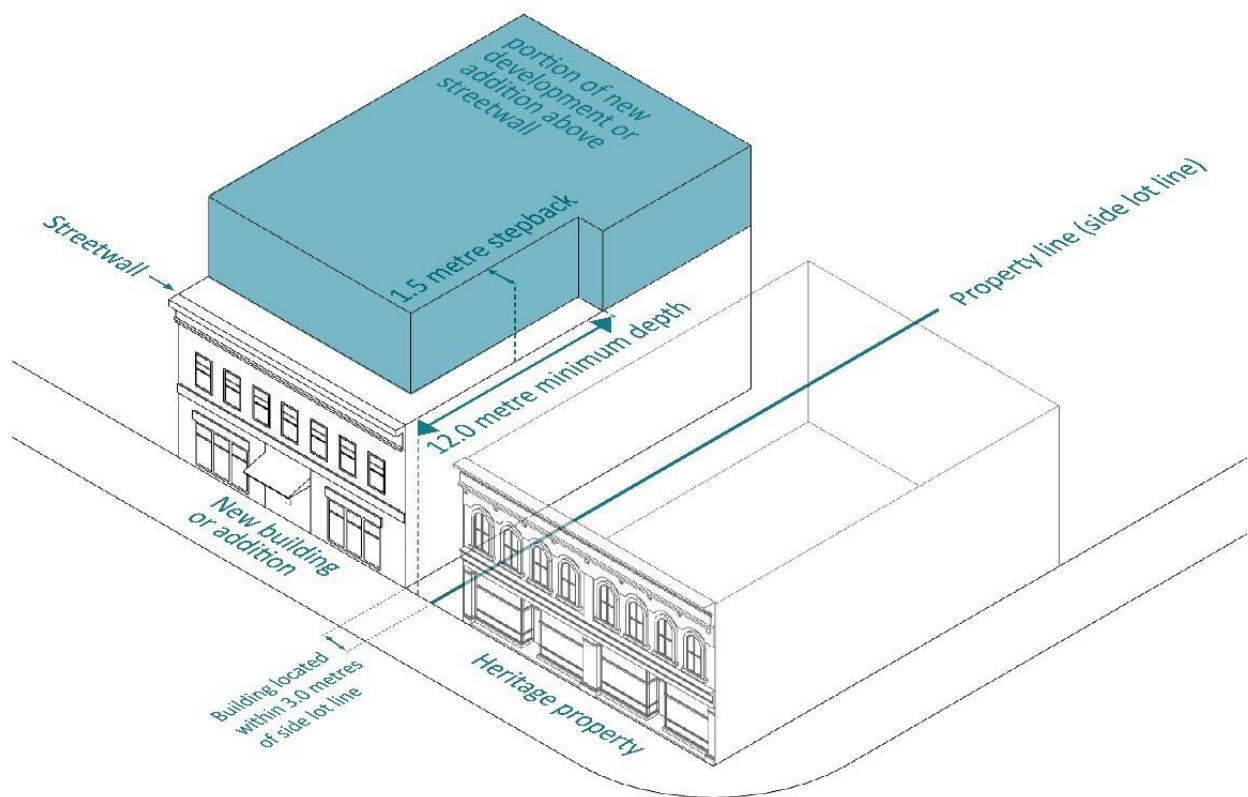 portion of new
development or
addition above
streetwall
Streetwall
1.5 metre stepback
12.0 metre minimum depth
Property line (side lot line)
New building
or addition
Building located
within 3.0 metres
of side lot line
Heritage property